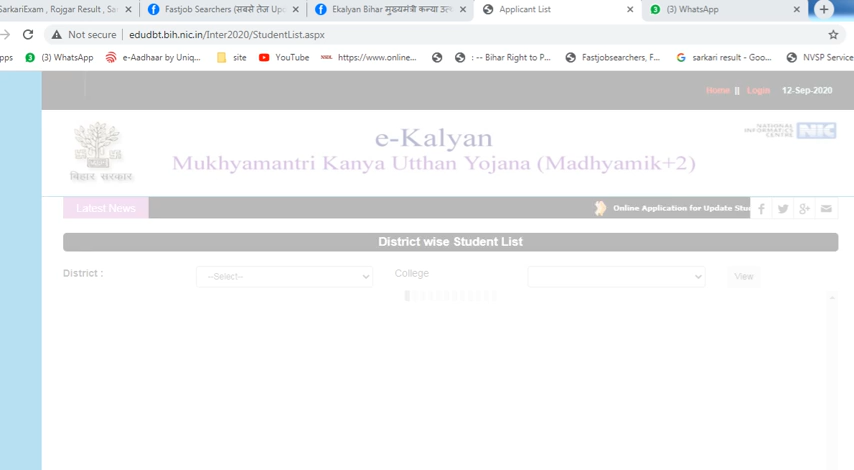 SarkariExam, Rojgar Result, Sar
Fastjob Searchers (सबसे तेज Upd
Ekalyan Bihar मुख्यमंत्री कन्या उत्थ
Applicant List
(3) WhatsApp
Not secure | edudbt.bih.nic.in/Inter2020/StudentList.aspx
pps
(3) WhatsApp
e-Aadhaar by Uniq...
site
YouTube
https://www.online...
: -- Bihar Right to P...
Fastjobsearchers, F...
sarkari result - Goo...
NVSP Service
Home || Login 12-Sep-2020
बिहार सरकार
e-Kalyan
Mukhyamantri Kanya Utthan Yojana (Madhyamik+2)
NATIONAL INFORMATICS CENTRE NIC
Latest News
Online Application for Update Stu
District wise Student List
District :
--Select--
College
View